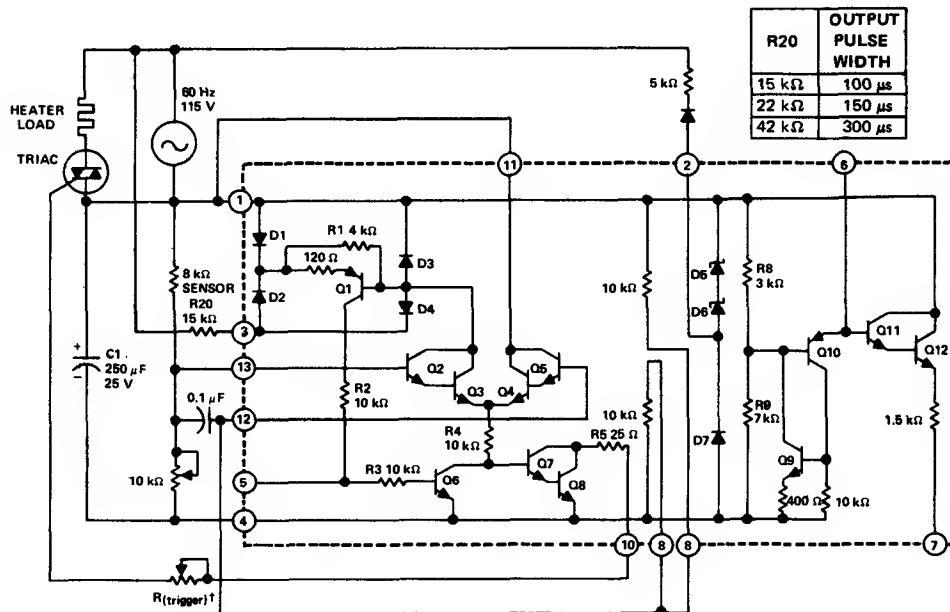 R20
OUTPUT
PULSE
WIDTH
15 kΩ
100 µs
22 kΩ
150 µs
42 kΩ
300 µs
HEATER
LOAD
TRIAC
60 Hz
115 V
5 kΩ
11
2
6
1
D1
R1 4 kΩ
120 Ω
Q1
D2
D3
D4
8 kΩ
SENSOR
R20
15 kΩ
3
10 kΩ
D5
D6
R8
3 kΩ
Q10
Q11
Q12
C1
250 µF
25 V
+
–
13
Q2
Q3
Q4
Q5
R2
10 kΩ
0.1 µF
12
R4
10 kΩ
R5 25 Ω
10 kΩ
D7
R9
7 kΩ
Q9
1.5 kΩ
10 kΩ
5
R3 10 kΩ
Q6
Q7
Q8
400 Ω
10 kΩ
4
10
8
8
7
R(trigger)†